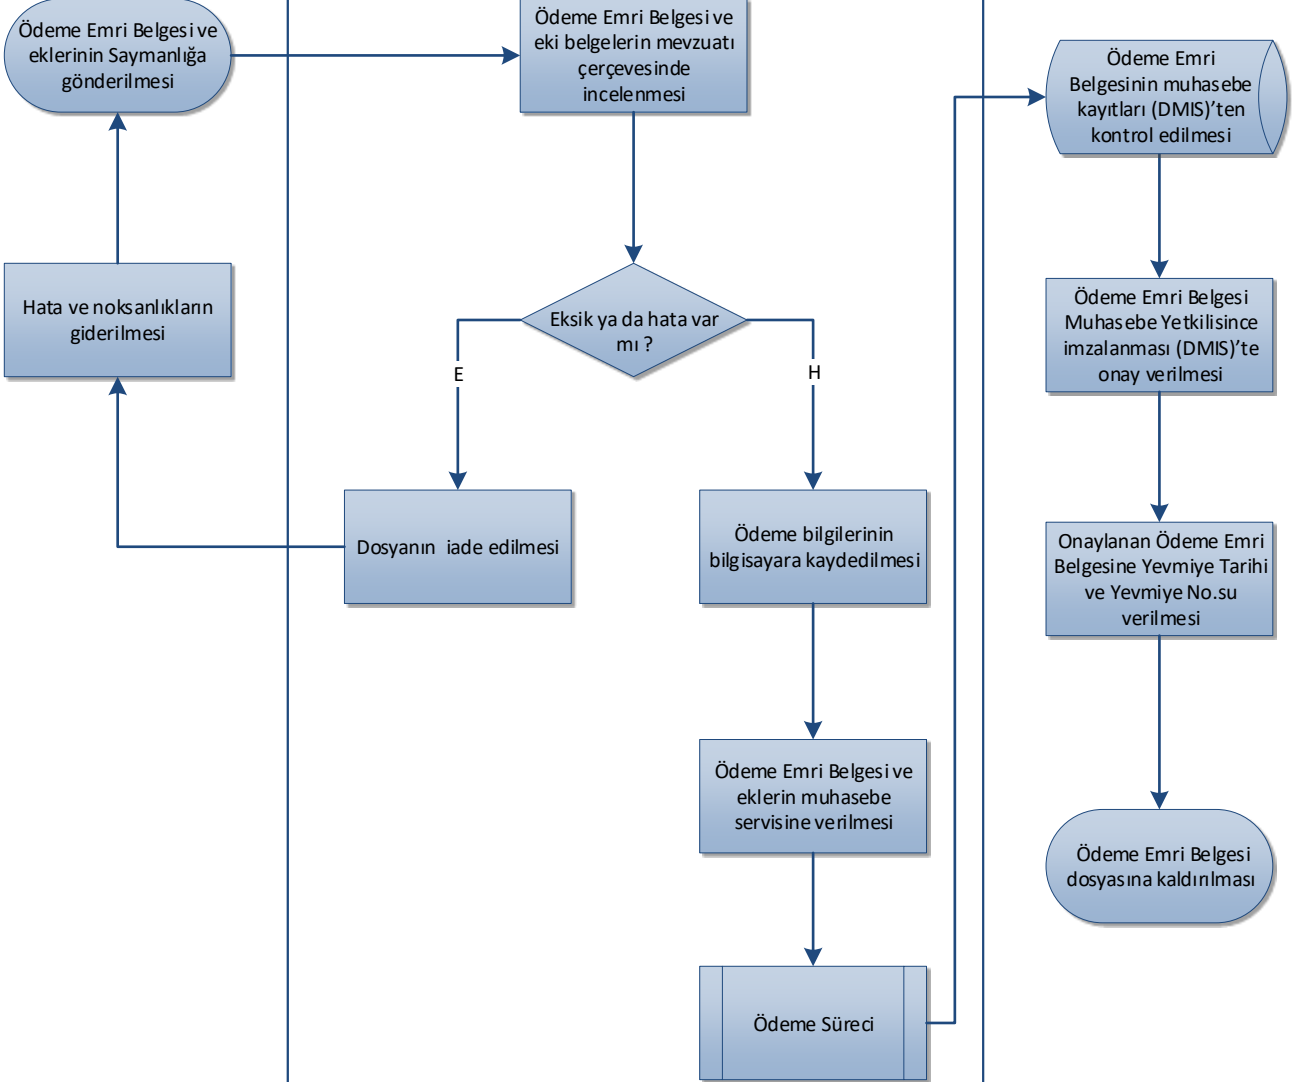 Ödeme Emri Belgesi ve
eklerinin Saymanlığa
gönderilmesi
Hata ve noksanlıkların
giderilmesi
Ödeme Emri Belgesi ve
eki belgelerin mevzuatı
çerçevesinde
incelenmesi
Eksik ya da hata var
mı ?
E
H
Dosyanın iade edilmesi
Ödeme bilgilerinin
bilgisayara kaydedilmesi
Ödeme Emri Belgesi ve
eklerin muhasebe
servisine verilmesi
Ödeme Süreci
Ödeme Emri
Belgesinin muhasebe
kayıtları (DMIS)’ten
kontrol edilmesi
Ödeme Emri Belgesi
Muhasebe Yetkilisince
imzalanması (DMIS)’te
onay verilmesi
Onaylanan Ödeme Emri
Belgesine Yevmiye Tarihi
ve Yevmiye No.su
verilmesi
Ödeme Emri Belgesi
dosyasına kaldırılması